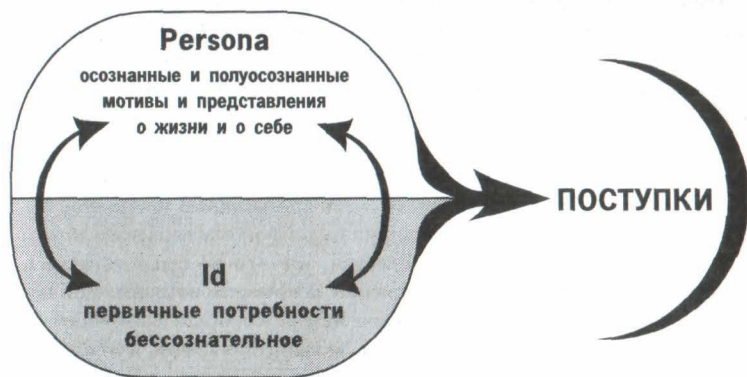 Persona
осознанные и полуосознанные
мотивы и представления
о жизни и о себе
ПОСТУПКИ
Id
первичные потребности
бессознательное